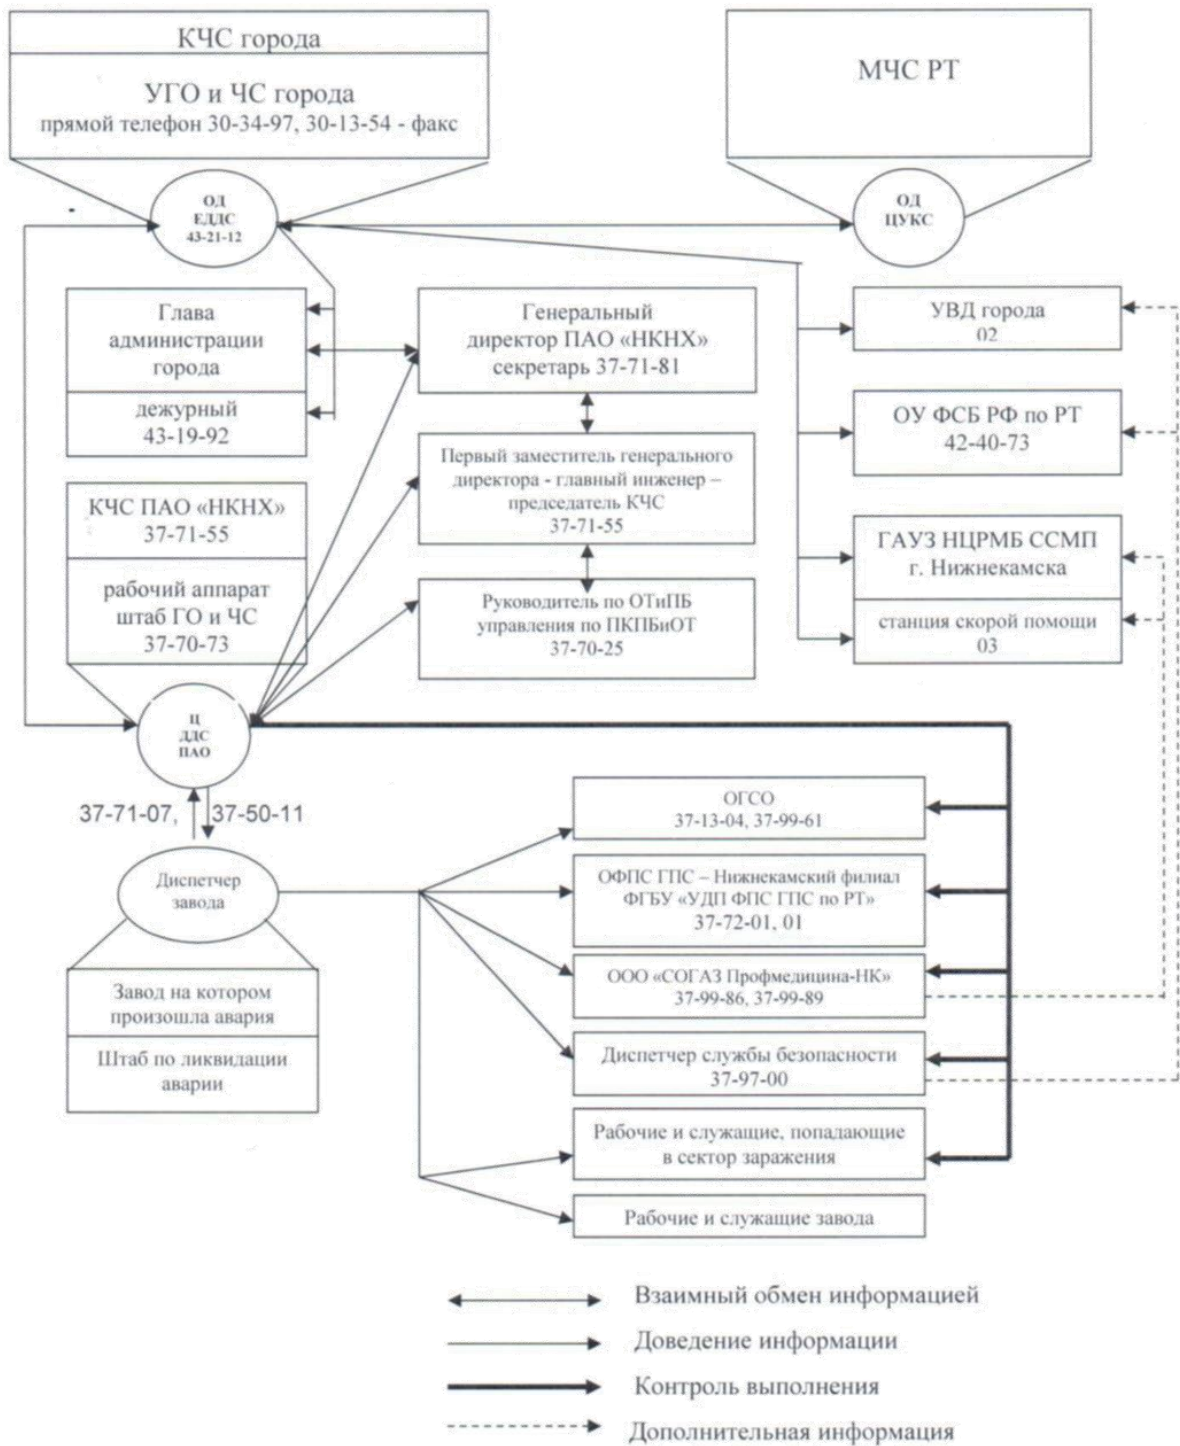 КЧС города
УГО и ЧС города
прямой телефон 30-34-97, 30-13-54 - факс
МЧС РТ
ОД
ЕДДС
43-21-12
ОД
ЦУКС
Глава
администрации
города
дежурный
43-19-92
Генеральный
директор ПАО «НКНХ»
секретарь 37-71-81
УВД города
02
ОУ ФСБ РФ по РТ
42-40-73
Первый заместитель генерального
директора - главный инженер –
председатель КЧС
37-71-55
КЧС ПАО «НКНХ»
37-71-55
рабочий аппарат
штаб ГО и ЧС
37-70-73
ГАУЗ НЦРМБ ССМП
г. Нижнекамска
станция скорой помощи
03
Руководитель по ОТиПБ
управления по ПКПБиОТ
37-70-25
Ц
ДДС
ПАО
37-71-07, 37-50-11
Диспетчер
завода
Завод на котором
произошла авария
Штаб по ликвидации
аварии
ОГСО
37-13-04, 37-99-61
ОФПС ГПС – Нижнекамский филиал
ФГБУ «УДП ФПС ГПС по РТ»
37-72-01, 01
ООО «СОГАЗ Профмедицина-НК»
37-99-86, 37-99-89
Диспетчер службы безопасности
37-97-00
Рабочие и служащие, попадающие
в сектор заражения
Рабочие и служащие завода
Взаимный обмен информацией
Доведение информации
Контроль выполнения
Дополнительная информация